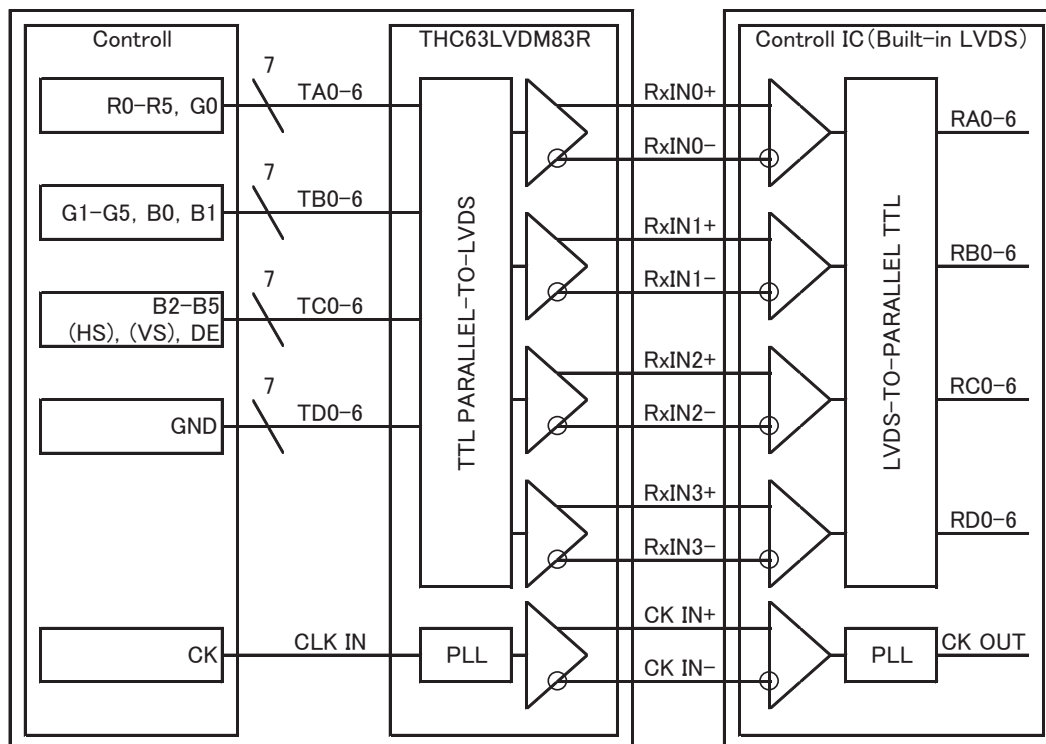 Controll
THC63LVDM83R
Controll IC(Built-in LVDS)
R0-R5, G0
7
TA0-6
G1-G5, B0, B1
7
TB0-6
B2-B5
(HS), (VS), DE
7
TC0-6
GND
7
TD0-6
CK
CLK IN
TTL PARALLEL-TO-LVDS
PLL
RxIN0+
RxIN0-
RxIN1+
RxIN1-
RxIN2+
RxIN2-
RxIN3+
RxIN3-
CK IN+
CK IN-
LVDS-TO-PARALLEL TTL
PLL
RA0-6
RB0-6
RC0-6
RD0-6
CK OUT